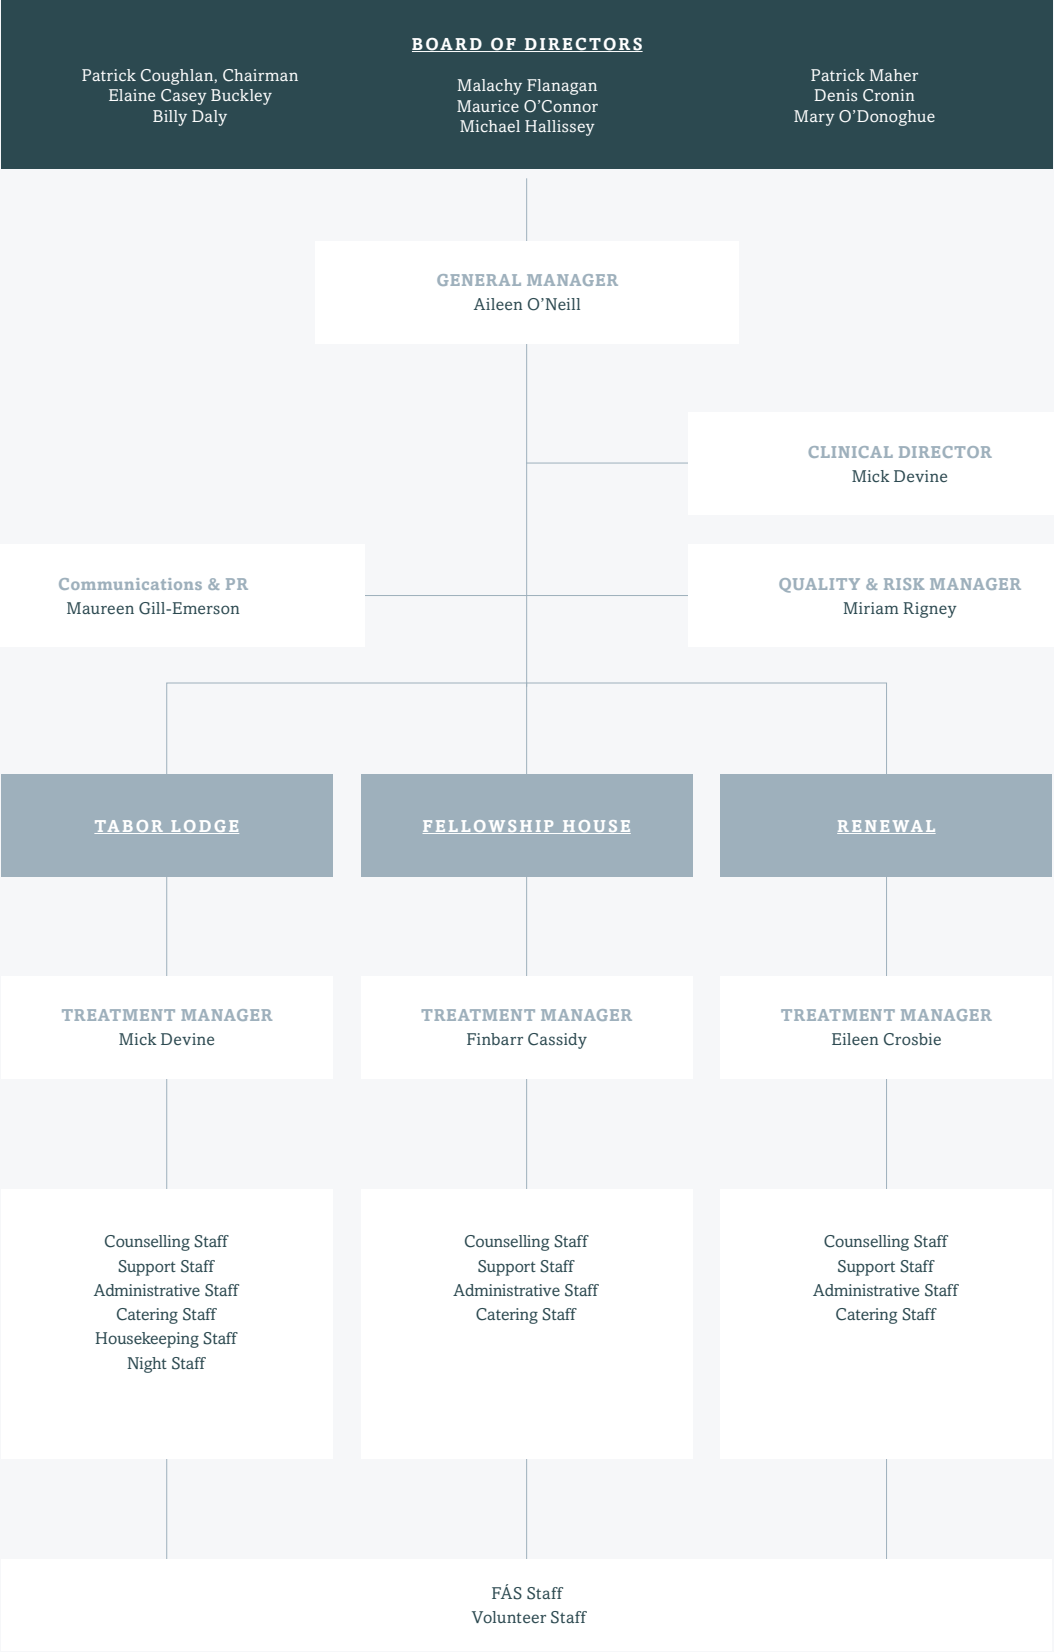 BOARD OF DIRECTORS
Patrick Coughlan, Chairman
Elaine Casey Buckley
Billy Daly
Malachy Flanagan
Maurice O’Connor
Michael Hallissey
Patrick Maher
Denis Cronin
Mary O’Donoghue
GENERAL MANAGER
Aileen O’Neill
CLINICAL DIRECTOR
Mick Devine
Communications & PR
Maureen Gill-Emerson
QUALITY & RISK MANAGER
Miriam Rigney
TABOR LODGE
FELLOWSHIP HOUSE
RENEWAL
TREATMENT MANAGER
Mick Devine
TREATMENT MANAGER
Finbarr Cassidy
TREATMENT MANAGER
Eileen Crosbie
Counselling Staff
Support Staff
Administrative Staff
Catering Staff
Housekeeping Staff
Night Staff
Counselling Staff
Support Staff
Administrative Staff
Catering Staff
Counselling Staff
Support Staff
Administrative Staff
Catering Staff
FÁS Staff
Volunteer Staff